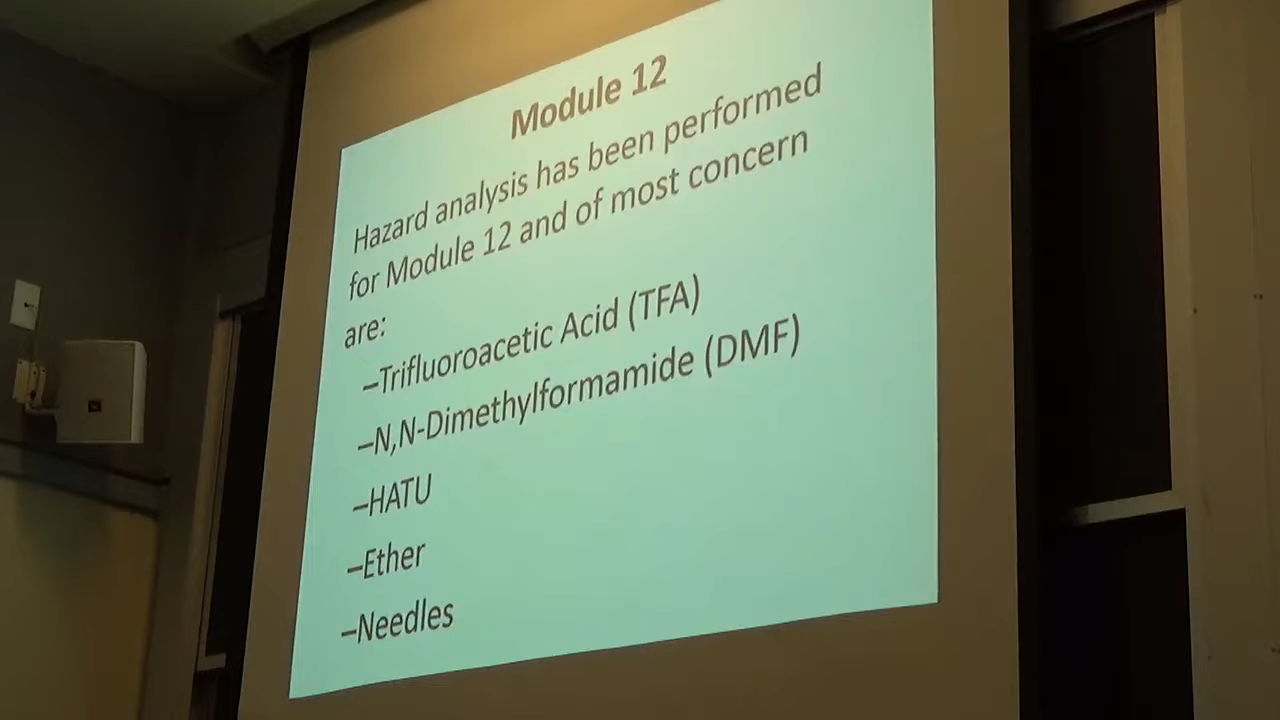 Module 12
Hazard analysis has been performed
for Module 12 and of most concern
are:
–Trifluoroacetic Acid (TFA)
–N,N-Dimethylformamide (DMF)
–HATU
–Ether
–Needles